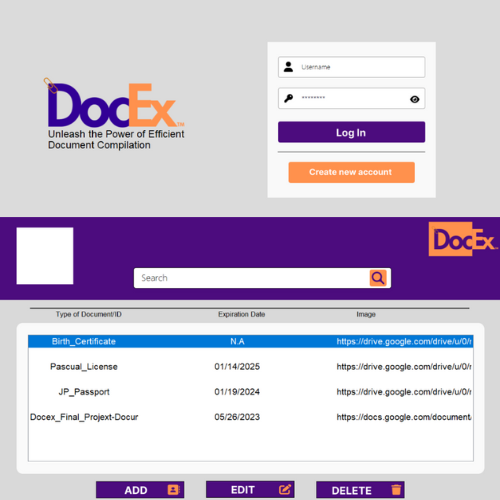 DocEx
Unleash the Power of Efficient
Document Compilation
Username
********
Log In
Create new account
DocEx
Search
Type of Document/ID Expiration Date Image
Birth_Certificate N.A https://drive.google.com/drive/u/0/r
Pascual_License 01/14/2025 https://drive.google.com/drive/u/0/r
JP_Passport 01/19/2024 https://drive.google.com/drive/u/0/r
Docex_Final_Projext-Docur 05/26/2023 https://docs.google.com/document/
ADD EDIT DELETE